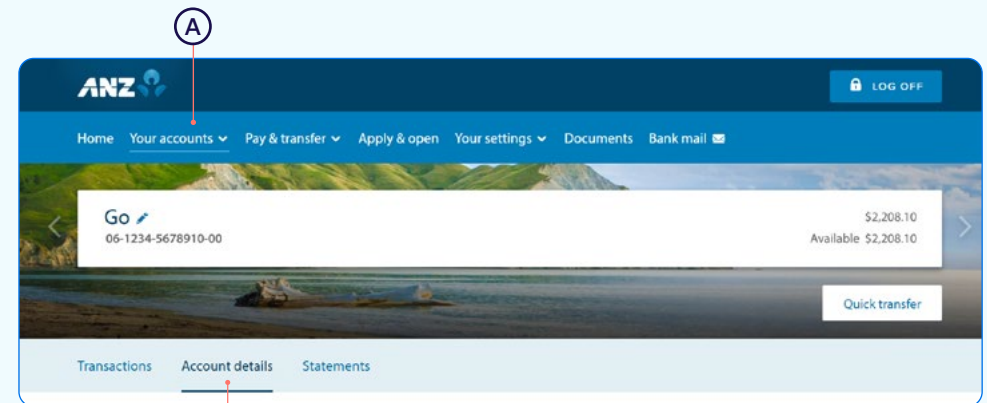 A
ANZ
LOG OFF
Home Your accounts Pay & transfer Apply & open Your settings Documents Bank mail
Go $2,208.10
06-1234-5678910-00 Available $2,208.10
Quick transfer
Transactions Account details Statements